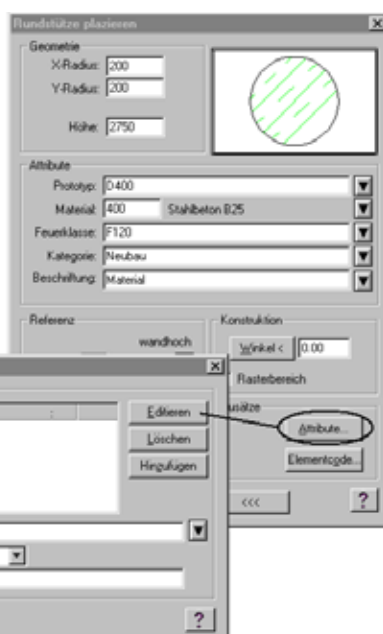 Rundstütze plazieren
Geometrie
X-Radius: 200
Y-Radius: 200
Höhe: 2750
Attribute
Prototyp: D400
Material: 400 Stahlbeton B25
Feuerklasse: F120
Kategorie: Neubau
Beschriftung: Material
Referenz
wandhoch
Konstruktion
Winkel < 0.00
Rasterbereich
usätze
Attribute...
Elementcode...
<<< ?
:
Editieren
Löschen
Hinzufügen
?